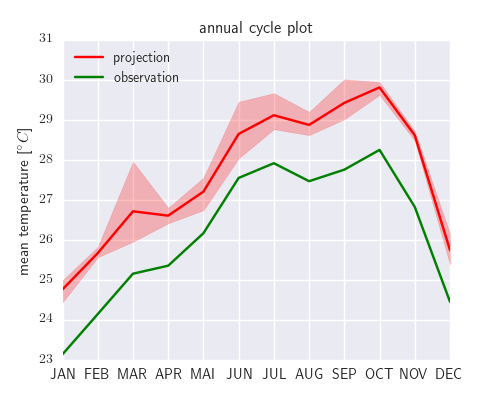 annual cycle plot
projection
observation
mean temperature [°C]
31
30
29
28
27
26
25
24
23
JAN FEB MAR APR MAI JUN JUL AUG SEP OCT NOV DEC